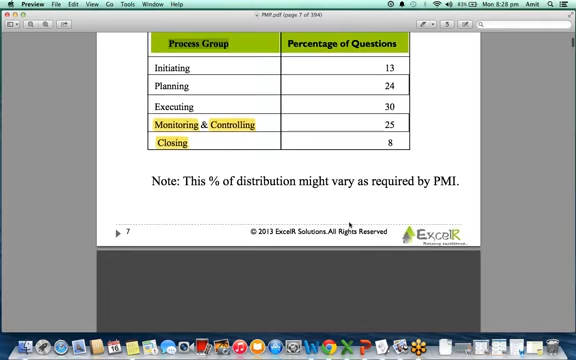 Preview File Edit View Go Tools Window Help
83% Mon 8:28 pm Amit
PMP.pdf (page 7 of 394)
Process Group Percentage of Questions
Initiating 13
Planning 24
Executing 30
Monitoring & Controlling 25
Closing 8
Note: This % of distribution might vary as required by PMI.
7 © 2013 ExcelR Solutions.All Rights Reserved ExcelR